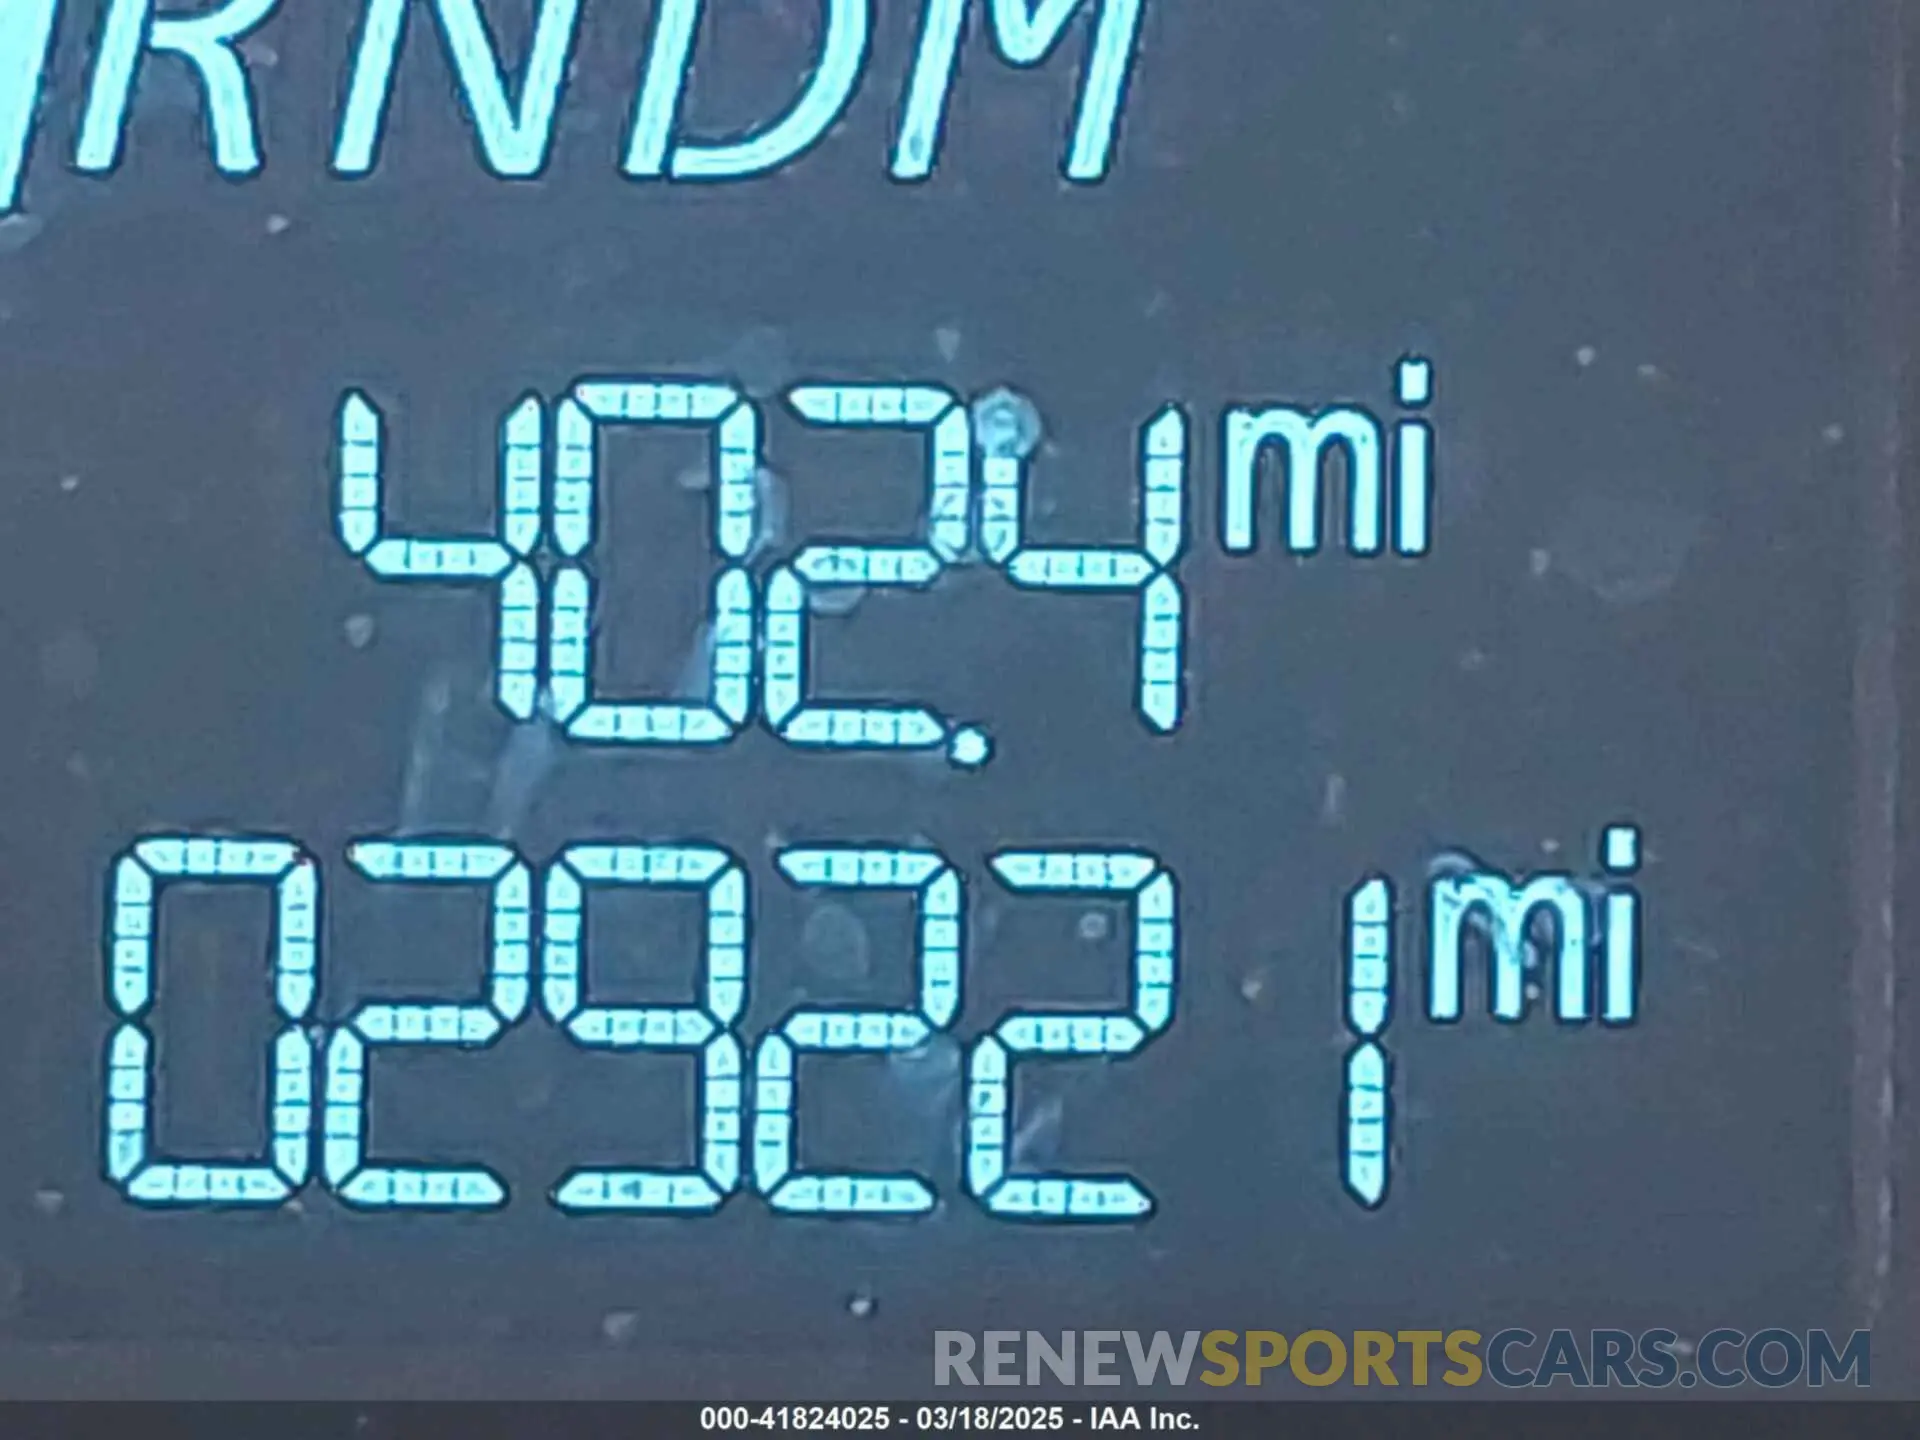 RNDM
402.4 mi
029221 mi
RENEWSPORTSCARS.COM
000-41824025 - 03/18/2025 - IAA Inc.